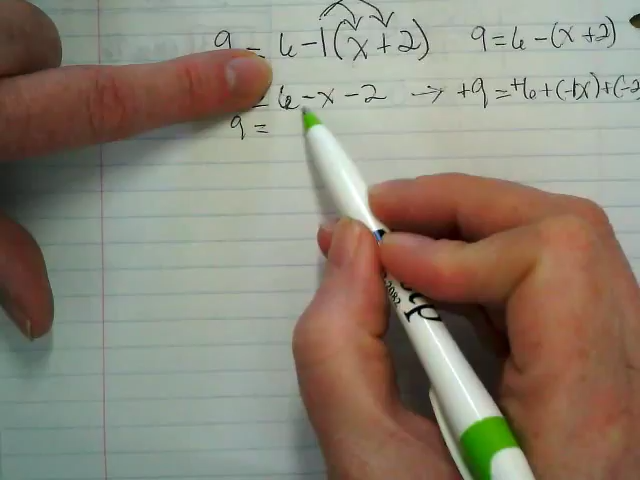 9 = 6 - 1(x + 2) 9 = 6 - (x + 2)
= 6 - x - 2 → +9 = +6 + (-1x) + (-2
9 =